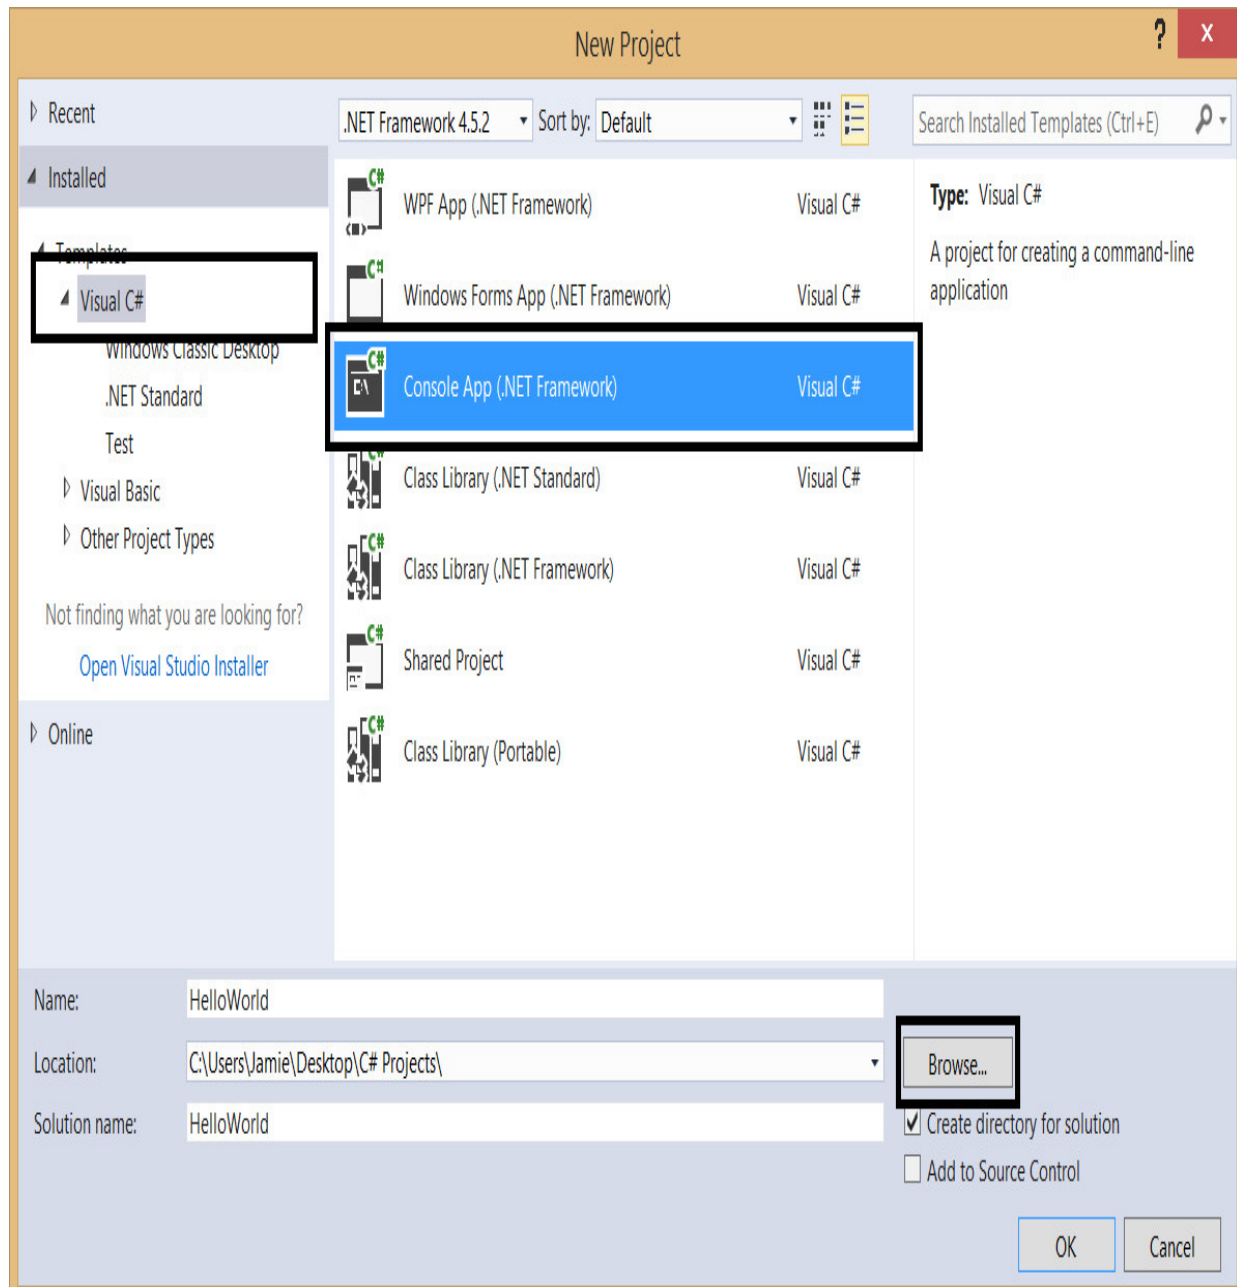 New Project
? X
Recent
.NET Framework 4.5.2 Sort by: Default
Search Installed Templates (Ctrl+E)
Installed
Templates
Visual C#
Windows Classic Desktop
.NET Standard
Test
Visual Basic
Other Project Types
Not finding what you are looking for?
Open Visual Studio Installer
Online
C# WPF App (.NET Framework) Visual C#
C# Windows Forms App (.NET Framework) Visual C#
C# C:\ Console App (.NET Framework) Visual C#
C# Class Library (.NET Standard) Visual C#
C# Class Library (.NET Framework) Visual C#
C# Shared Project Visual C#
C# Class Library (Portable) Visual C#
Type: Visual C#
A project for creating a command-line
application
Name: HelloWorld
Location: C:\Users\Jamie\Desktop\C# Projects\
Browse...
Solution name: HelloWorld
Create directory for solution
Add to Source Control
OK Cancel